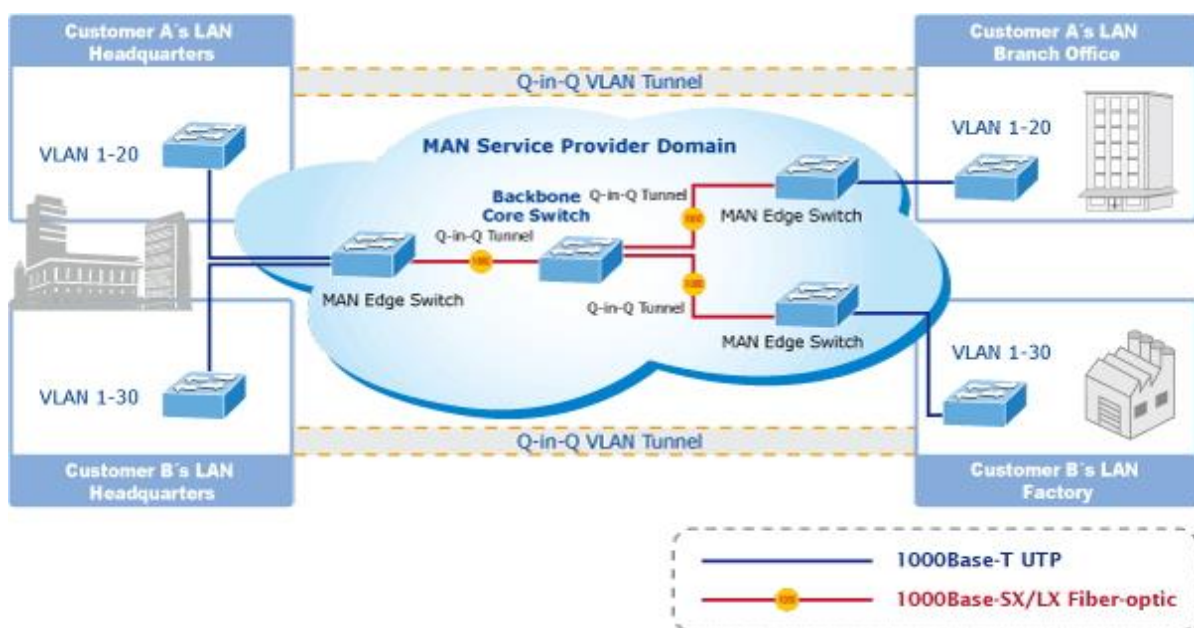 Customer A´s LAN
Headquarters
Customer A´s LAN
Branch Office
Q-in-Q VLAN Tunnel
VLAN 1-20
VLAN 1-20
MAN Service Provider Domain
Q-in-Q Tunnel
Backbone
Core Switch
MAN Edge Switch
Q-in-Q Tunnel
MAN Edge Switch
Q-in-Q Tunnel
MAN Edge Switch
VLAN 1-30
VLAN 1-30
Q-in-Q VLAN Tunnel
Customer B´s LAN
Headquarters
Customer B´s LAN
Factory
1000Base-T UTP
1000Base-SX/LX Fiber-optic